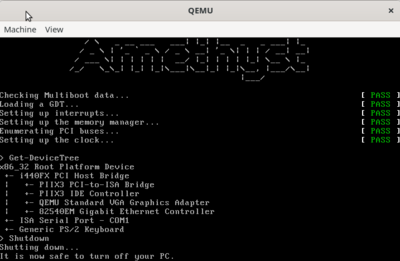 QEMU
Machine View
Amethyst
Checking Multiboot data... [ PASS ]
Loading a GDT... [ PASS ]
Setting up interrupts... [ PASS ]
Setting up the memory manager... [ PASS ]
Enumerating PCI buses... [ PASS ]
Setting up the clock... [ PASS ]
> Get-DeviceTree
x86_32 Root Platform Device
+- i440FX PCI Host Bridge
| +- PIIX3 PCI-to-ISA Bridge
| +- PIIX3 IDE Controller
| +- QEMU Standard VGA Graphics Adapter
| +- 82540EM Gigabit Ethernet Controller
+- ISA Serial Port - COM1
+- Generic PS/2 Keyboard
> Shutdown
Shutting down...
It is now safe to turn off your PC.